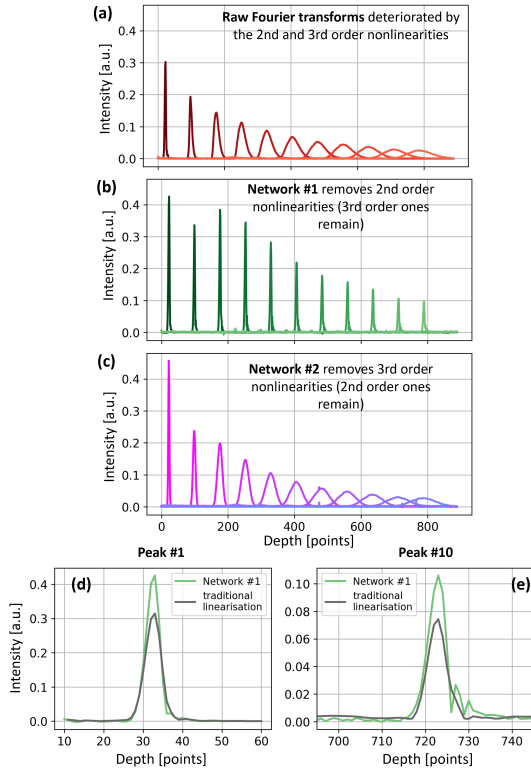 (a)
Raw Fourier transforms deteriorated by
the 2nd and 3rd order nonlinearities
Intensity [a.u.]
0.4
0.3
0.2
0.1
0.0
(b)
Network #1 removes 2nd order
nonlinearities (3rd order ones
remain)
Intensity [a.u.]
0.4
0.3
0.2
0.1
0.0
(c)
Network #2 removes 3rd order
nonlinearities (2nd order ones
remain)
Intensity [a.u.]
0.4
0.3
0.2
0.1
0.0
0 200 400 600 800
Depth [points]
Peak #1
(d)
Network #1
traditional
linearisation
Intensity [a.u.]
0.4
0.3
0.2
0.1
0.0
10 20 30 40 50 60
Depth [points]
Peak #10
(e)
Network #1
traditional
linearisation
0.10
0.08
0.06
0.04
0.02
0.00
700 720 740
Depth [points]